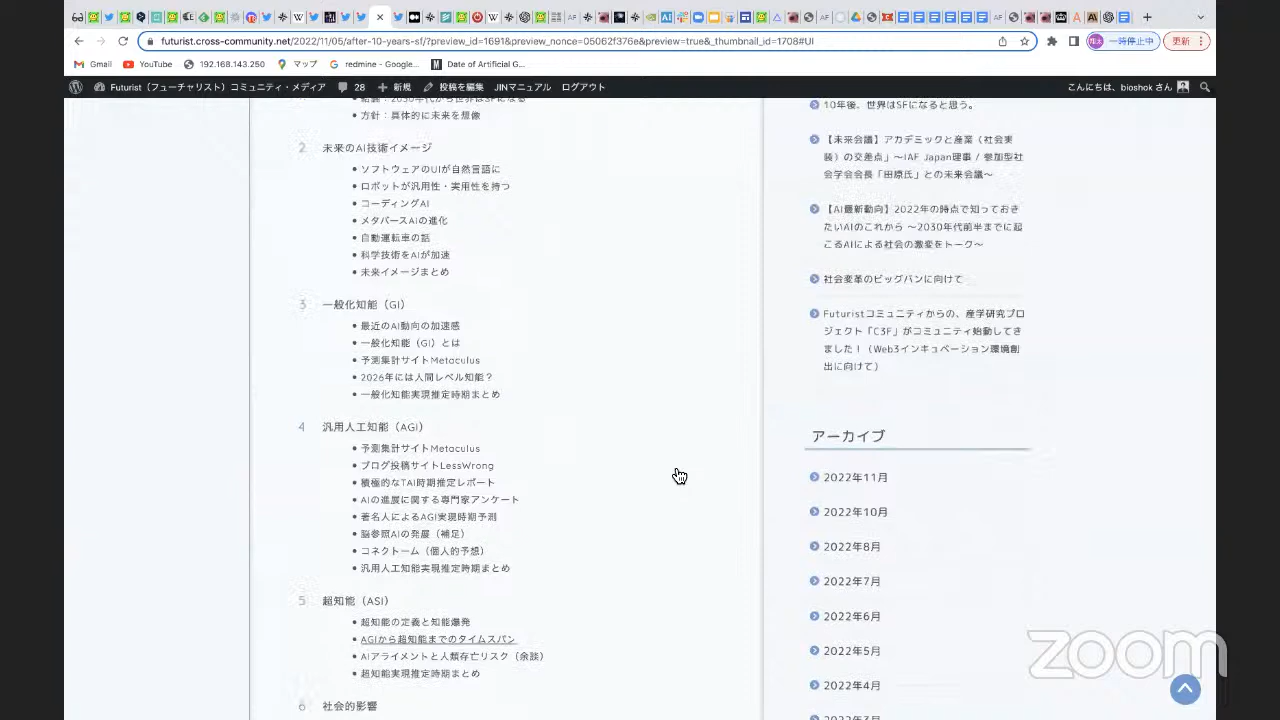 futurist.cross-community.net/2022/11/05/after-10-years-sf/?preview_id=1691&preview_nonce=05062f376e&preview=true&_thumbnail_id=1708#UI
一時停止中
更新
Gmail
YouTube
192.168.143.250
マップ
redmine - Google...
Date of Artificial G...
Futurist（フューチャリスト）コミュニティ・メディア
28
新規
投稿を編集
JINマニュアル
ログアウト
こんにちは、bioshok さん
結論：2030年代から世界はSFになる
方針：具体的に未来を想像
2 未来のAI技術イメージ
ソフトウェアのUIが自然言語に
ロボットが汎用性・実用性を持つ
コーディングAI
メタバースAIの進化
自動運転車の話
科学技術をAIが加速
未来イメージまとめ
3 一般化知能（GI）
最近のAI動向の加速感
一般化知能（GI）とは
予測集計サイトMetaculus
2026年には人間レベル知能？
一般化知能実現推定時期まとめ
4 汎用人工知能（AGI）
予測集計サイトMetaculus
ブログ投稿サイトLessWrong
積極的なTAI時期推定レポート
AIの進展に関する専門家アンケート
著名人によるAGI実現時期予測
脳参照AIの発展（補足）
コネクトーム（個人的予想）
汎用人工知能実現推定時期まとめ
5 超知能（ASI）
超知能の定義と知能爆発
AGIから超知能までのタイムスパン
AIアライメントと人類存亡リスク（余談）
超知能実現推定時期まとめ
6 社会的影響
10年後、世界はSFになると思う。
【未来会議】アカデミックと産業（社会実
装）の交差点」〜IAF Japan理事 / 参加型社
会学会会長「田原氏」との未来会議〜
【AI最新動向】2022年の時点で知っておき
たいAIのこれから 〜2030年代前半までに起
こるAIによる社会の激変をトーク〜
社会変革のビッグバンに向けて
Futuristコミュニティからの、産学研究プロ
ジェクト「C3F」がコミュニティ始動してき
ました！（Web3インキュベーション環境創
出に向けて）
アーカイブ
2022年11月
2022年10月
2022年8月
2022年7月
2022年6月
2022年5月
2022年4月
2022年3月
zoom